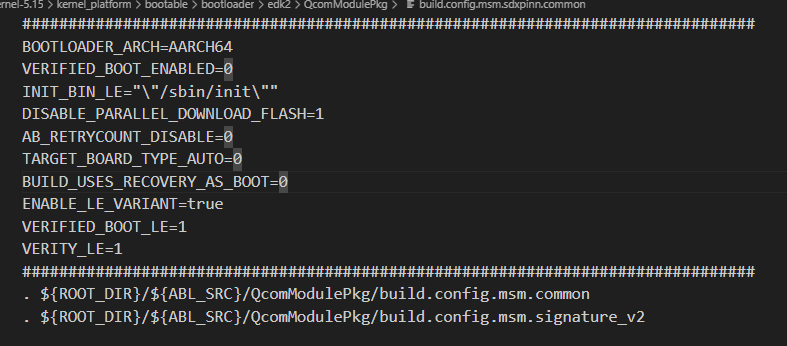 rnel-5.15 > kernel_platform > bootable > bootloader > edk2 > QcomModulePkg > build.config.msm.sdxpinn.common
################################################################################
BOOTLOADER_ARCH=AARCH64
VERIFIED_BOOT_ENABLED=0
INIT_BIN_LE="\"/sbin/init\""
DISABLE_PARALLEL_DOWNLOAD_FLASH=1
AB_RETRYCOUNT_DISABLE=0
TARGET_BOARD_TYPE_AUTO=0
BUILD_USES_RECOVERY_AS_BOOT=0
ENABLE_LE_VARIANT=true
VERIFIED_BOOT_LE=1
VERITY_LE=1
################################################################################
. ${ROOT_DIR}/${ABL_SRC}/QcomModulePkg/build.config.msm.common
. ${ROOT_DIR}/${ABL_SRC}/QcomModulePkg/build.config.msm.signature_v2